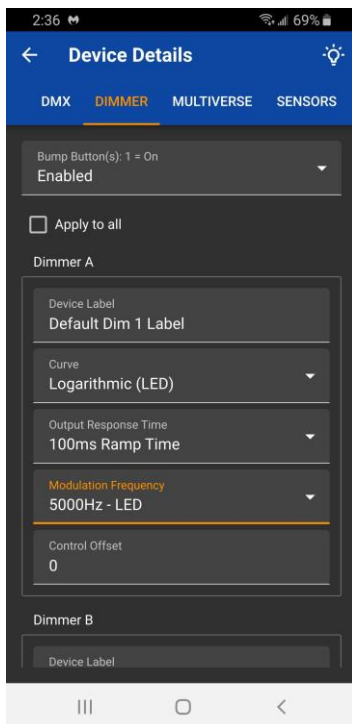 2:36 69%
Device Details
DMX DIMMER MULTIVERSE SENSORS
Bump Button(s): 1 = On
Enabled
Apply to all
Dimmer A
Device Label
Default Dim 1 Label
Curve
Logarithmic (LED)
Output Response Time
100ms Ramp Time
Modulation Frequency
5000Hz - LED
Control Offset
0
Dimmer B
Device Label